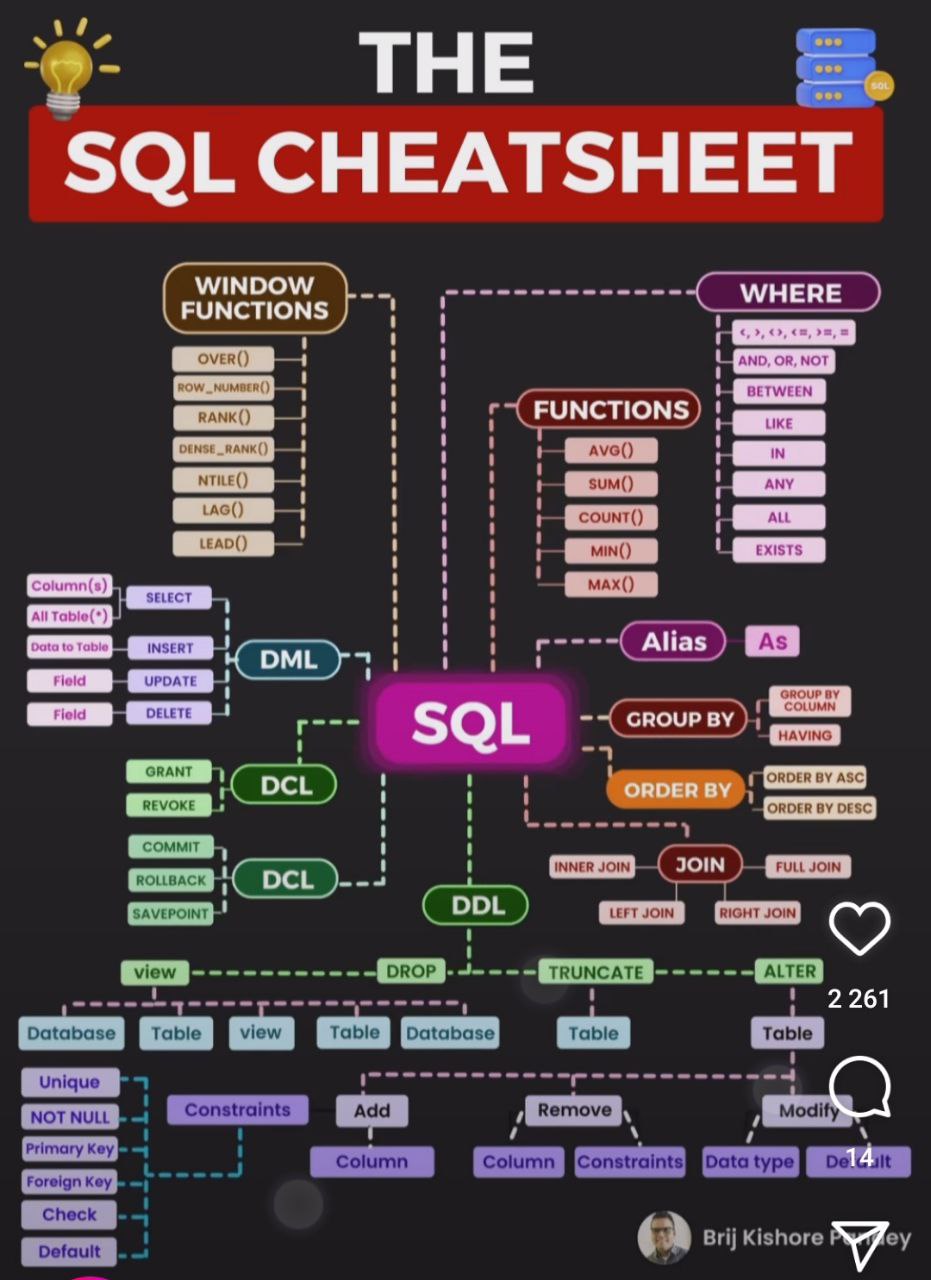 THE
SQL
SQL CHEATSHEET
WINDOW
FUNCTIONS
OVER()
ROW_NUMBER()
RANK()
DENSE_RANK()
NTILE()
LAG()
LEAD()
WHERE
<, >, <>, <=, >=, =
AND, OR, NOT
BETWEEN
LIKE
IN
ANY
ALL
EXISTS
FUNCTIONS
AVG()
SUM()
COUNT()
MIN()
MAX()
Column(s)
All Table(*)
Data to Table
Field
Field
SELECT
INSERT
UPDATE
DELETE
DML
Alias
As
SQL
GROUP BY
GROUP BY
COLUMN
HAVING
ORDER BY
ORDER BY ASC
ORDER BY DESC
GRANT
REVOKE
DCL
COMMIT
ROLLBACK
SAVEPOINT
DCL
INNER JOIN
JOIN
FULL JOIN
LEFT JOIN
RIGHT JOIN
DDL
view
DROP
TRUNCATE
ALTER
2 261
Database
Table
view
Table
Database
Table
Table
Unique
NOT NULL
Primary Key
Foreign Key
Check
Default
Constraints
Add
Column
Remove
Column
Constraints
Modify
Data type
Default
14
Brij Kishore Pandey